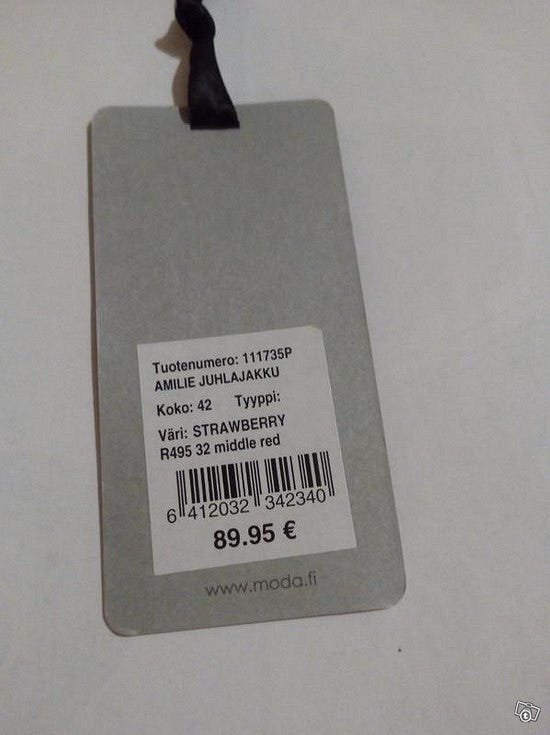 Tuotenumero: 111735P
AMILIE JUHLAJAKKU
Koko: 42 Tyyppi:
Väri: STRAWBERRY
R495 32 middle red
6 412032 342340
89.95 €
www.moda.fi